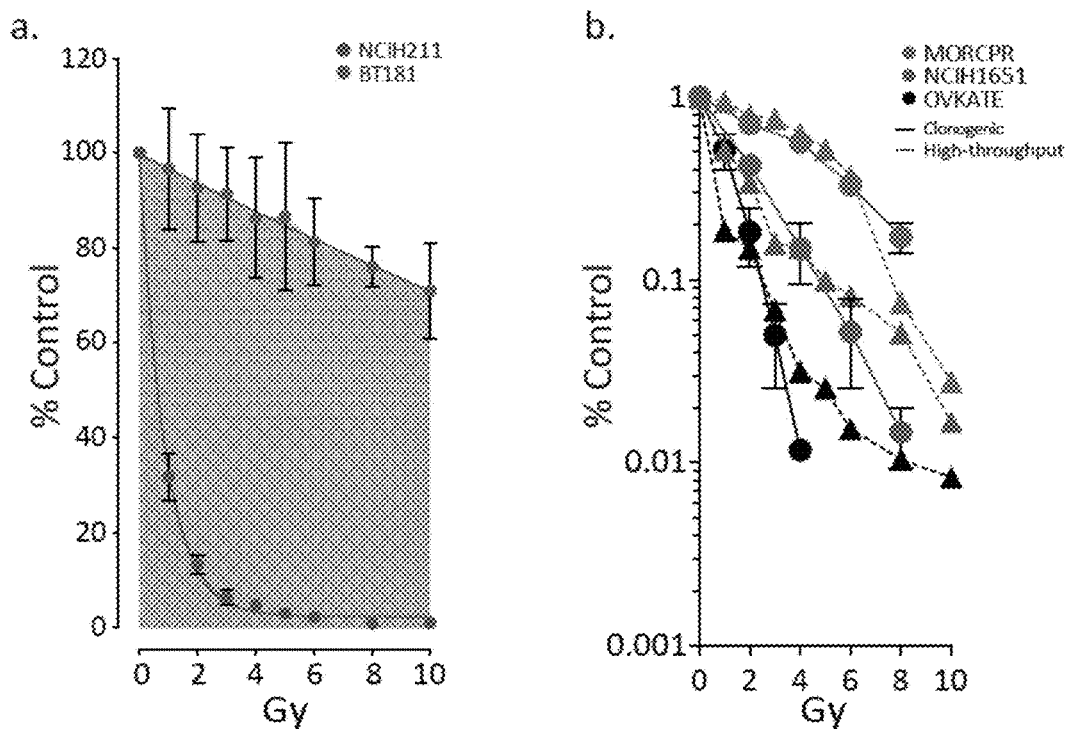 a.
NCIH211
BT181
120
100
80
60
40
20
0
% Control
0 2 4 6 8 10
Gy
b.
MORCPR
NCIH1651
OVKATE
Clonogenic
High-throughput
1
0.1
0.01
0.001
% Control
0 2 4 6 8 10
Gy